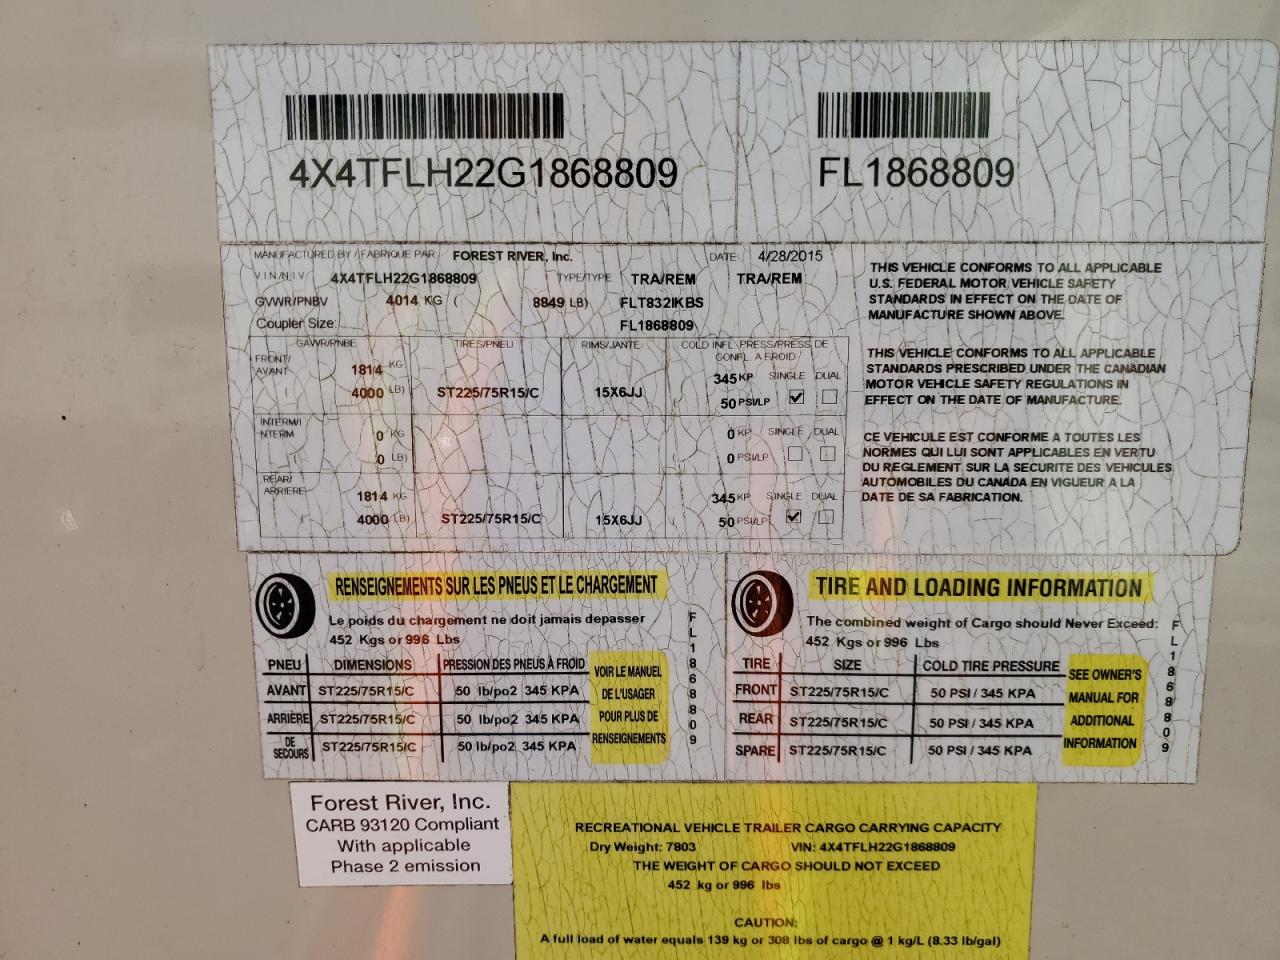 4X4TFLH22G1868809
FL1868809
MANUFACTURED BY / FABRIQUE PAR FOREST RIVER, Inc. DATE 4/28/2015
V I N / N I V 4X4TFLH22G1868809 TYPE/TYPE TRA/REM TRA/REM
GVWR/PNBV 4014 KG ( 8849 LB) FLT832IKBS
Coupler Size: FL1868809
GAWR/PNBE TIRES/PNEU RIMS/JANTE COLD INFL. PRESS/PRESS DE
GONFL. A FROID/
FRONT/
AVANT
1814 KG 345 KP SINGLE DUAL
4000 LB) ST225/75R15/C 15X6JJ 50 PSI/LP
INTERM/I
NTERM
0 KG 0 KP SINGLE DUAL
0 LB) 0 PSI/LP
REAR/
ARRIERE
1814 KG 345 KP SINGLE DUAL
( 4000 LB) ST225/75R15/C 15X6JJ 50 PSI/LP
THIS VEHICLE CONFORMS TO ALL APPLICABLE
U.S. FEDERAL MOTOR VEHICLE SAFETY
STANDARDS IN EFFECT ON THE DATE OF
MANUFACTURE SHOWN ABOVE.
THIS VEHICLE CONFORMS TO ALL APPLICABLE
STANDARDS PRESCRIBED UNDER THE CANADIAN
MOTOR VEHICLE SAFETY REGULATIONS IN
EFFECT ON THE DATE OF MANUFACTURE.
CE VEHICULE EST CONFORME A TOUTES LES
NORMES QUI LUI SONT APPLICABLES EN VERTU
DU REGLEMENT SUR LA SECURITE DES VEHICULES
AUTOMOBILES DU CANADA EN VIGUEUR A LA
DATE DE SA FABRICATION.
RENSEIGNEMENTS SUR LES PNEUS ET LE CHARGEMENT
Le poids du chargement ne doit jamais depasser
452 Kgs or 996 Lbs
PNEU DIMENSIONS PRESSION DES PNEUS À FROID
AVANT ST225/75R15/C 50 lb/po2 345 KPA
ARRIÈRE ST225/75R15/C 50 lb/po2 345 KPA
DE
SECOURS ST225/75R15/C 50 lb/po2 345 KPA
VOIR LE MANUEL
DE L'USAGER
POUR PLUS DE
RENSEIGNEMENTS
FL1868809
TIRE AND LOADING INFORMATION
The combined weight of Cargo should Never Exceed:
452 Kgs or 996 Lbs
TIRE SIZE COLD TIRE PRESSURE
FRONT ST225/75R15/C 50 PSI / 345 KPA
REAR ST225/75R15/C 50 PSI / 345 KPA
SPARE ST225/75R15/C 50 PSI / 345 KPA
SEE OWNER'S
MANUAL FOR
ADDITIONAL
INFORMATION
FL1868809
Forest River, Inc.
CARB 93120 Compliant
With applicable
Phase 2 emission
RECREATIONAL VEHICLE TRAILER CARGO CARRYING CAPACITY
Dry Weight: 7803 VIN: 4X4TFLH22G1868809
THE WEIGHT OF CARGO SHOULD NOT EXCEED
452 kg or 996 lbs
CAUTION:
A full load of water equals 139 kg or 308 lbs of cargo @ 1 kg/L (8.33 lb/gal)